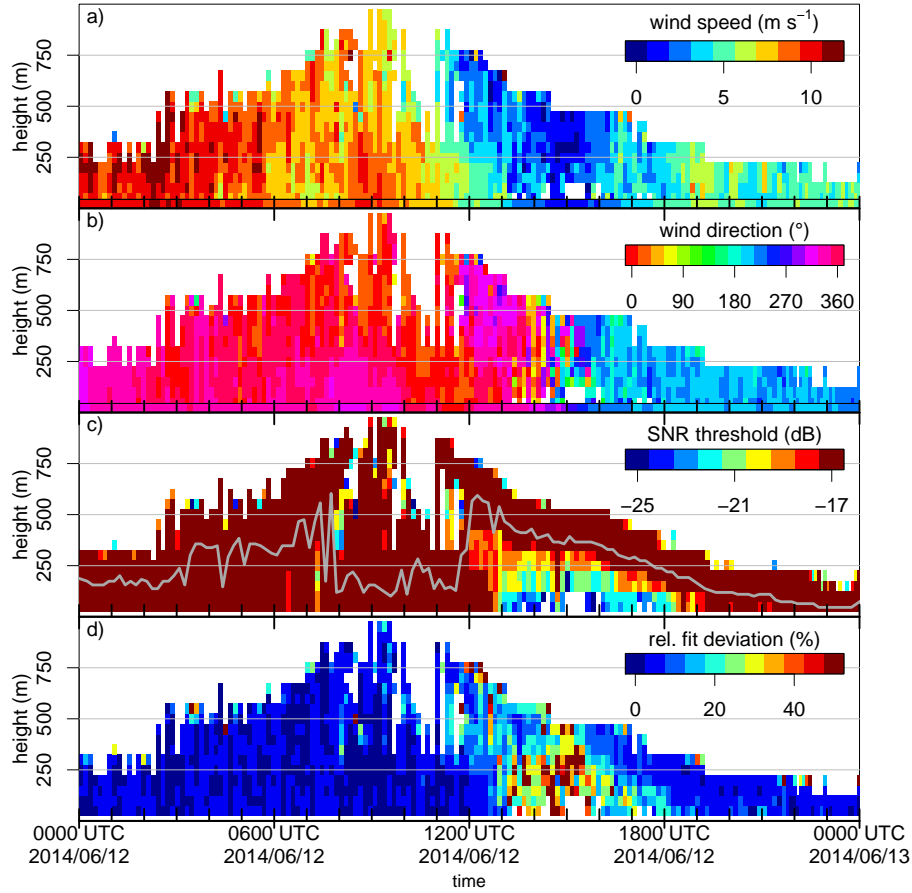 a)
wind speed (m s⁻¹)
0 5 10
height (m)
250 500 750
b)
wind direction (°)
0 90 180 270 360
height (m)
250 500 750
c)
SNR threshold (dB)
−25 −21 −17
height (m)
250 500 750
d)
rel. fit deviation (%)
0 20 40
height (m)
250 500 750
0000 UTC 0600 UTC 1200 UTC 1800 UTC 0000 UTC
2014/06/12 2014/06/12 2014/06/12 2014/06/12 2014/06/13
time